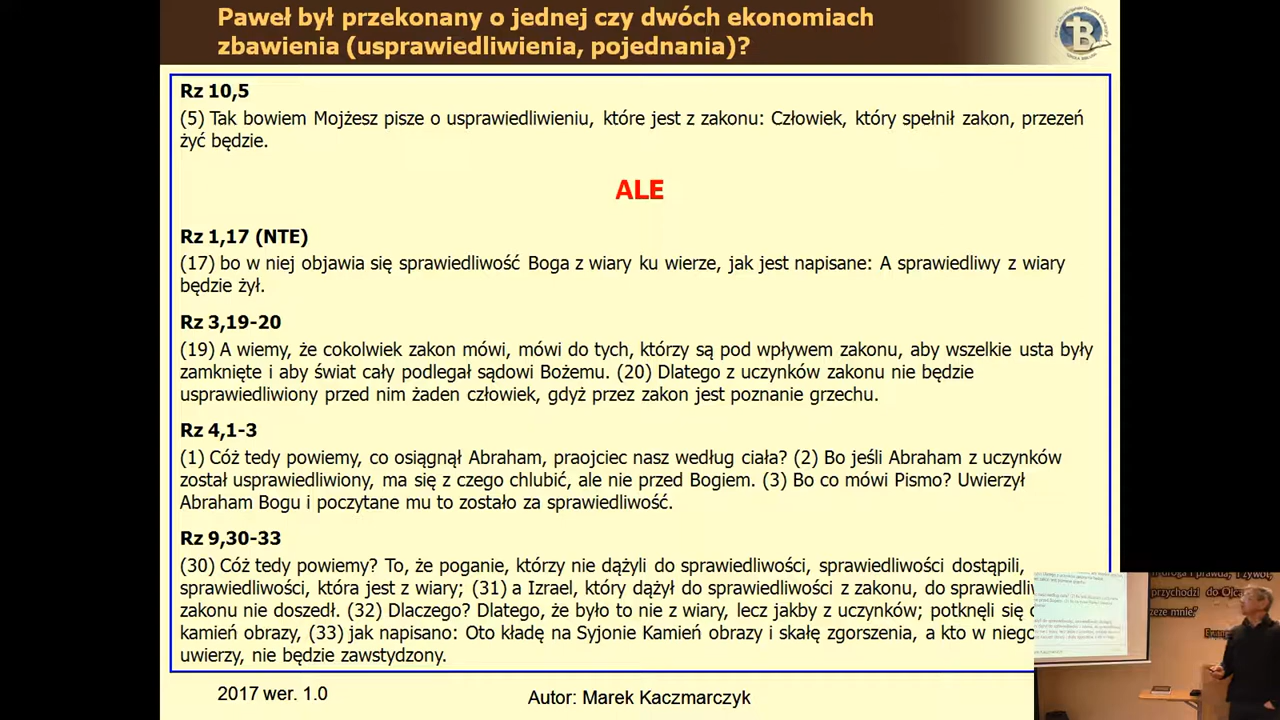 Paweł był przekonany o jednej czy dwóch ekonomiach
zbawienia (usprawiedliwienia, pojednania)?
Rz 10,5
(5) Tak bowiem Mojżesz pisze o usprawiedliwieniu, które jest z zakonu: Człowiek, który spełnił zakon, przezeń
żyć będzie.
ALE
Rz 1,17 (NTE)
(17) bo w niej objawia się sprawiedliwość Boga z wiary ku wierze, jak jest napisane: A sprawiedliwy z wiary
będzie żył.
Rz 3,19-20
(19) A wiemy, że cokolwiek zakon mówi, mówi do tych, którzy są pod wpływem zakonu, aby wszelkie usta były
zamknięte i aby świat cały podlegał sądowi Bożemu. (20) Dlatego z uczynków zakonu nie będzie
usprawiedliwiony przed nim żaden człowiek, gdyż przez zakon jest poznanie grzechu.
Rz 4,1-3
(1) Cóż tedy powiemy, co osiągnął Abraham, praojciec nasz według ciała? (2) Bo jeśli Abraham z uczynków
został usprawiedliwiony, ma się z czego chlubić, ale nie przed Bogiem. (3) Bo co mówi Pismo? Uwierzył
Abraham Bogu i poczytane mu to zostało za sprawiedliwość.
Rz 9,30-33
(30) Cóż tedy powiemy? To, że poganie, którzy nie dążyli do sprawiedliwości, sprawiedliwości dostąpili,
sprawiedliwości, która jest z wiary; (31) a Izrael, który dążył do sprawiedliwości z zakonu, do sprawiedli
zakonu nie doszedł. (32) Dlaczego? Dlatego, że było to nie z wiary, lecz jakby z uczynków; potknęli się
kamień obrazy, (33) jak napisano: Oto kładę na Syjonie Kamień obrazy i skałę zgorszenia, a kto w niego
uwierzy, nie będzie zawstydzony.
i prawda, i żywot,
przychodzi do Ojca
zeze mnie."
2017 wer. 1.0
Autor: Marek Kaczmarczyk